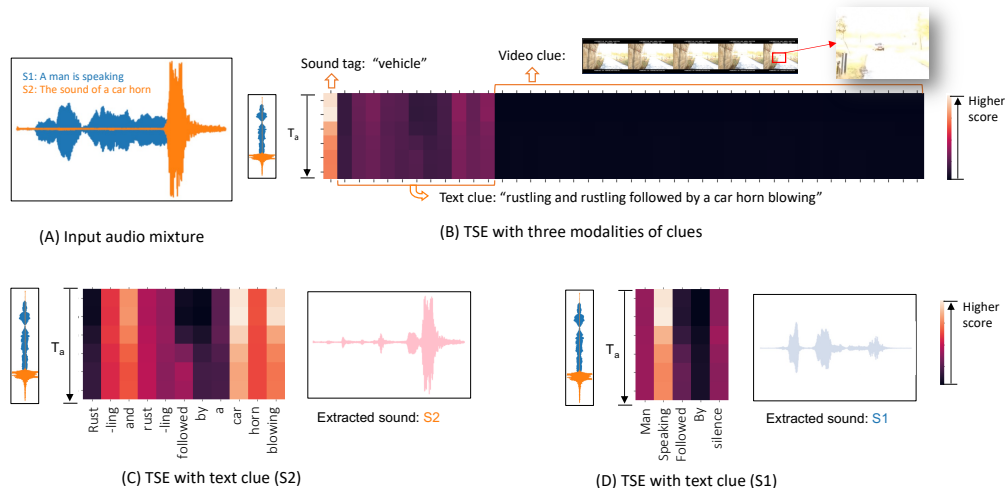 S1: A man is speaking
S2: The sound of a car horn
(A) Input audio mixture
Sound tag: “vehicle”
Video clue:
Tₐ
Higher
score
Text clue: “rustling and rustling followed by a car horn blowing”
(B) TSE with three modalities of clues
Tₐ
Rust
-ling
and
rust
-ling
followed
by
a
car
horn
blowing
Extracted sound: S2
(C) TSE with text clue (S2)
Tₐ
Man
Speaking
Followed
By
silence
Extracted sound: S1
Higher
score
(D) TSE with text clue (S1)